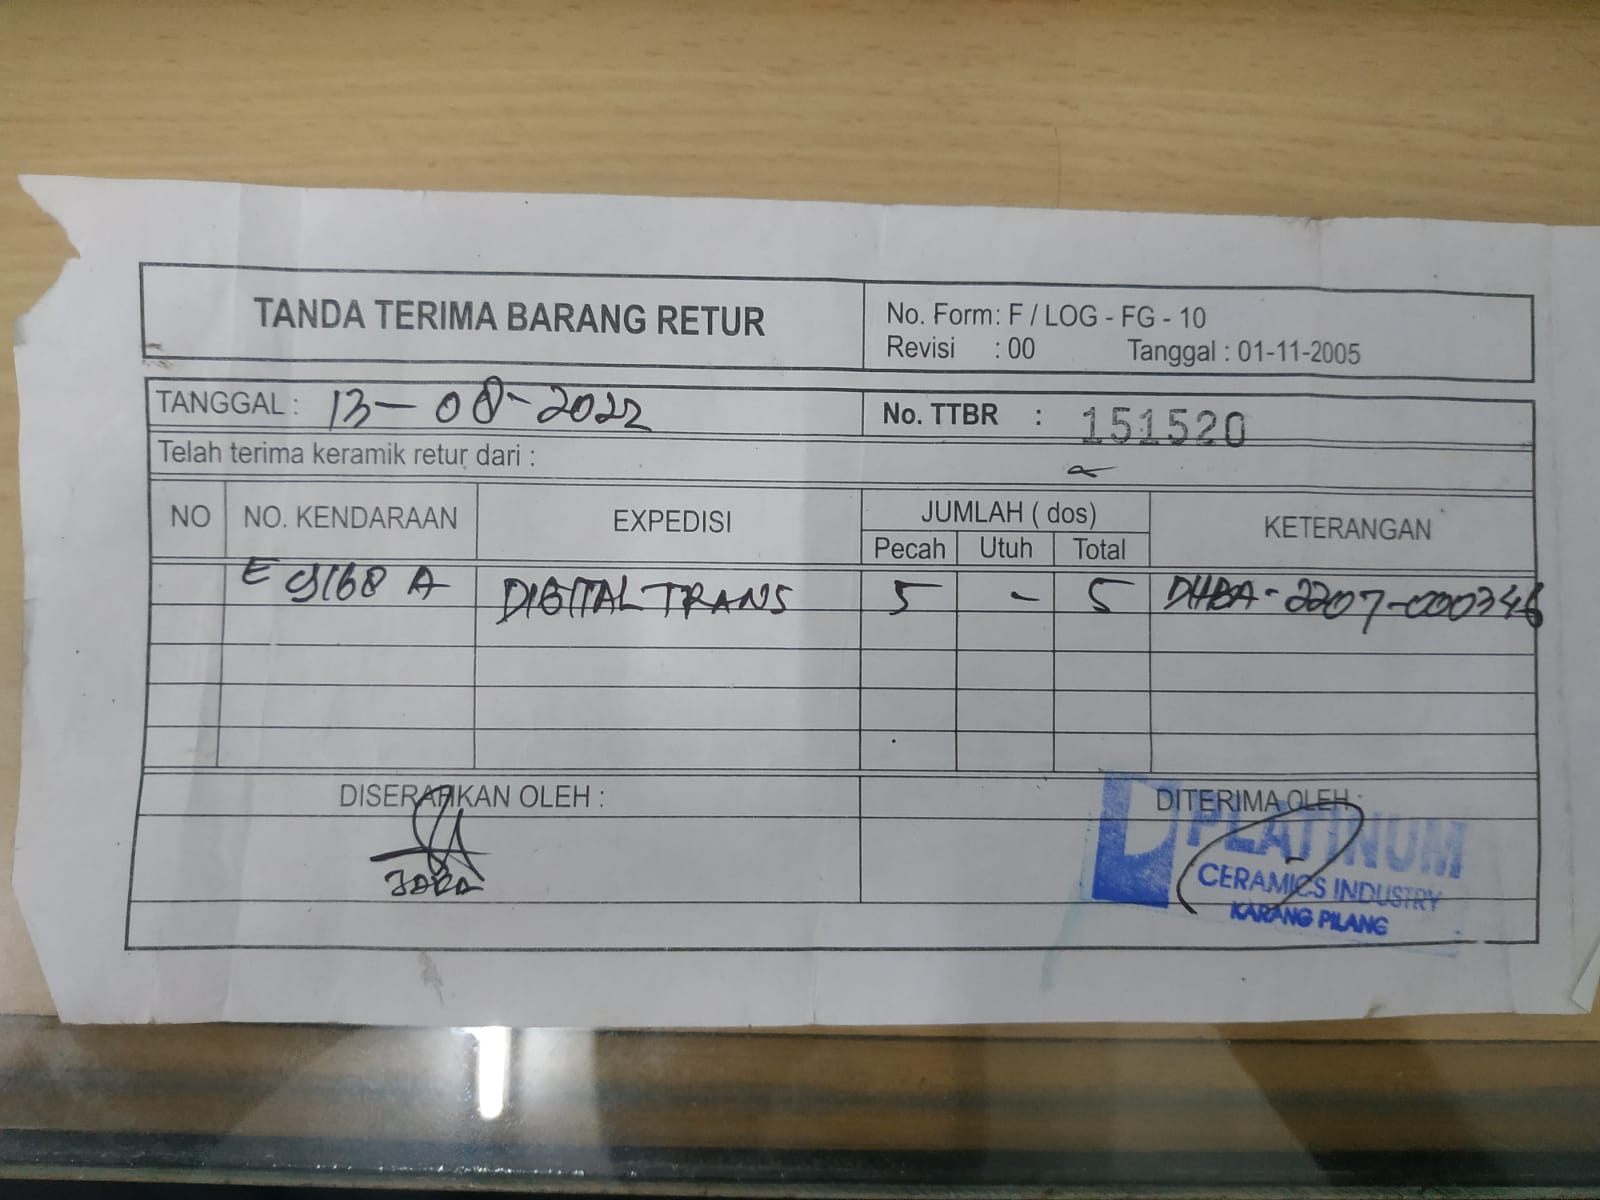 TANDA TERIMA BARANG RETUR
No. Form: F / LOG - FG - 10
Revisi : 00 Tanggal : 01-11-2005
TANGGAL : 13-08-2022
No. TTBR : 151520
Telah terima keramik retur dari :
NO NO. KENDARAAN EXPEDISI JUMLAH ( dos) KETERANGAN
Pecah Utuh Total
E 9160 A DIGITAL TRANS 5 - 5 DHBA-2207-000346
DISERAHKAN OLEH : DITERIMA OLEH :
PLATINUM
CERAMICS INDUSTRY
KARANG PILANG